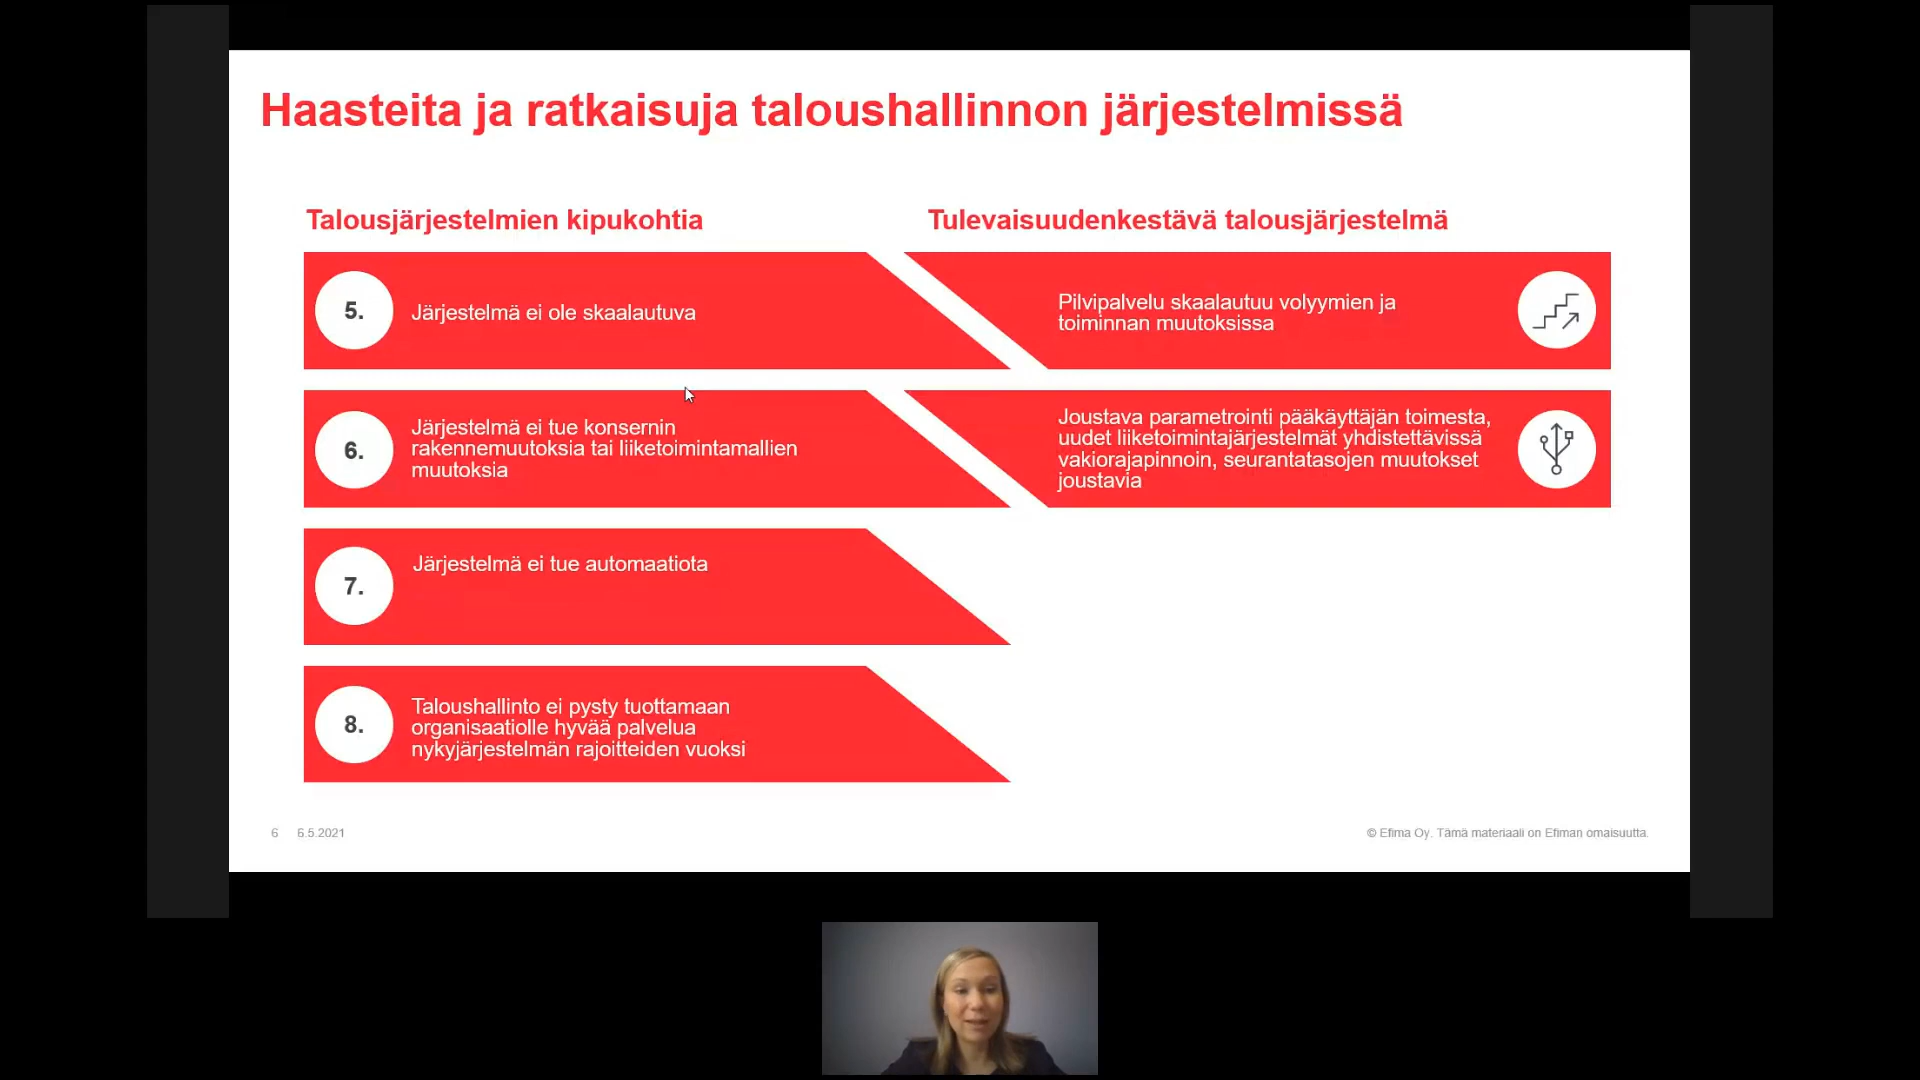 Haasteita ja ratkaisuja taloushallinnon järjestelmissä
Talousjärjestelmien kipukohtia
Tulevaisuudenkestävä talousjärjestelmä
5.
Järjestelmä ei ole skaalautuva
Pilvipalvelu skaalautuu volyymien ja
toiminnan muutoksissa
6.
Järjestelmä ei tue konsernin
rakennemuutoksia tai liiketoimintamallien
muutoksia
Joustava parametrointi pääkäyttäjän toimesta,
uudet liiketoimintajärjestelmät yhdistettävissä
vakiorajapinnoin, seurantatasojen muutokset
joustavia
7.
Järjestelmä ei tue automaatiota
8.
Taloushallinto ei pysty tuottamaan
organisaatiolle hyvää palvelua
nykyjärjestelmän rajoitteiden vuoksi
6 6.5.2021
© Efima Oy. Tämä materiaali on Efiman omaisuutta.